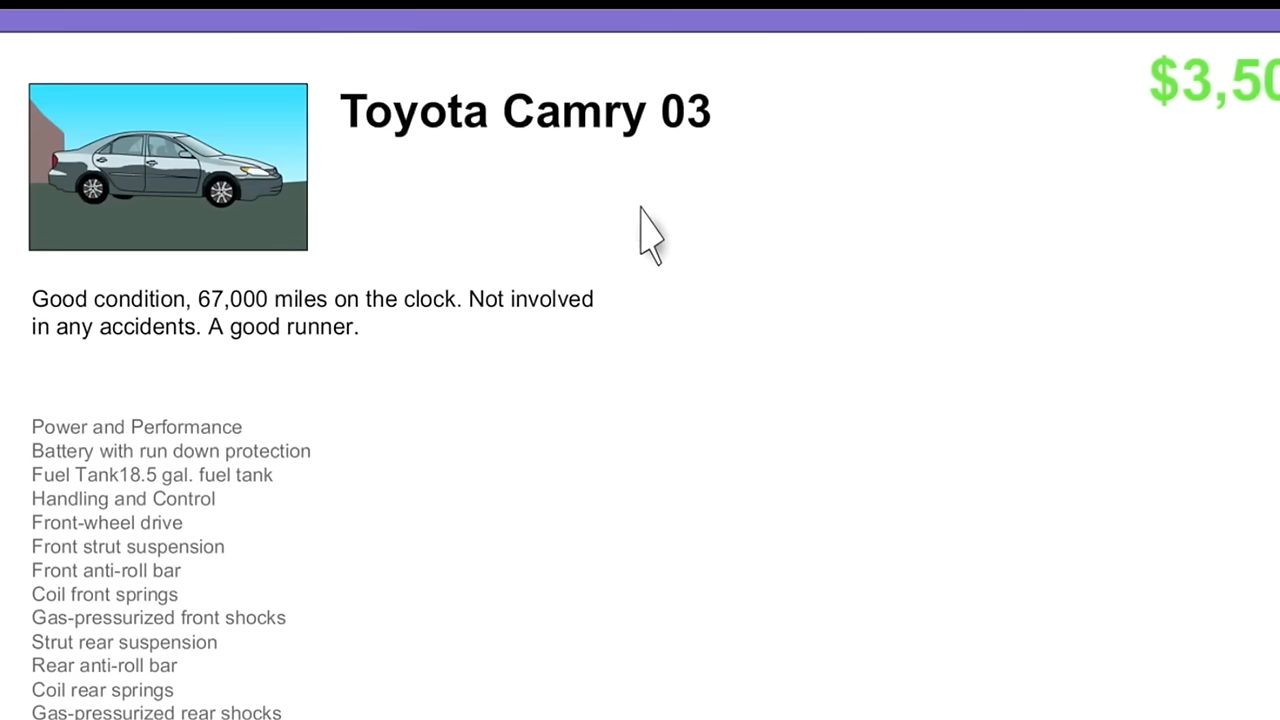 $3,50
Toyota Camry 03
Good condition, 67,000 miles on the clock. Not involved
in any accidents. A good runner.
Power and Performance
Battery with run down protection
Fuel Tank18.5 gal. fuel tank
Handling and Control
Front-wheel drive
Front strut suspension
Front anti-roll bar
Coil front springs
Gas-pressurized front shocks
Strut rear suspension
Rear anti-roll bar
Coil rear springs
Gas-pressurized rear shocks